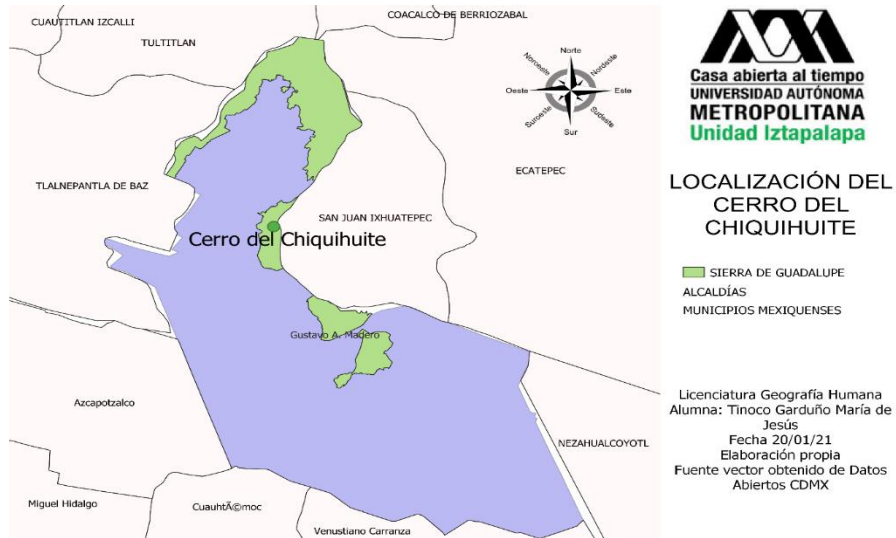 COACALCO DE BERRIOZABAL
CUAUTITLAN IZCALLI
TULTITLAN
Norte
Noroeste
Nordeste
Oeste
Este
Suroeste
Sudeste
Sur
ECATEPEC
TLALNEPANTLA DE BAZ
SAN JUAN IXHUATEPEC
Cerro del Chiquihuite
Gustavo A. Madero
Azcapotzalco
NEZAHUALCOYOTL
Miguel Hidalgo
CuauhtÃ©moc
Venustiano Carranza
Casa abierta al tiempo
UNIVERSIDAD AUTÓNOMA
METROPOLITANA
Unidad Iztapalapa
LOCALIZACIÓN DEL
CERRO DEL
CHIQUIHUITE
SIERRA DE GUADALUPE
ALCALDÍAS
MUNICIPIOS MEXIQUENSES
Licenciatura Geografía Humana
Alumna: Tinoco Garduño María de
Jesús
Fecha 20/01/21
Elaboración propia
Fuente vector obtenido de Datos
Abiertos CDMX